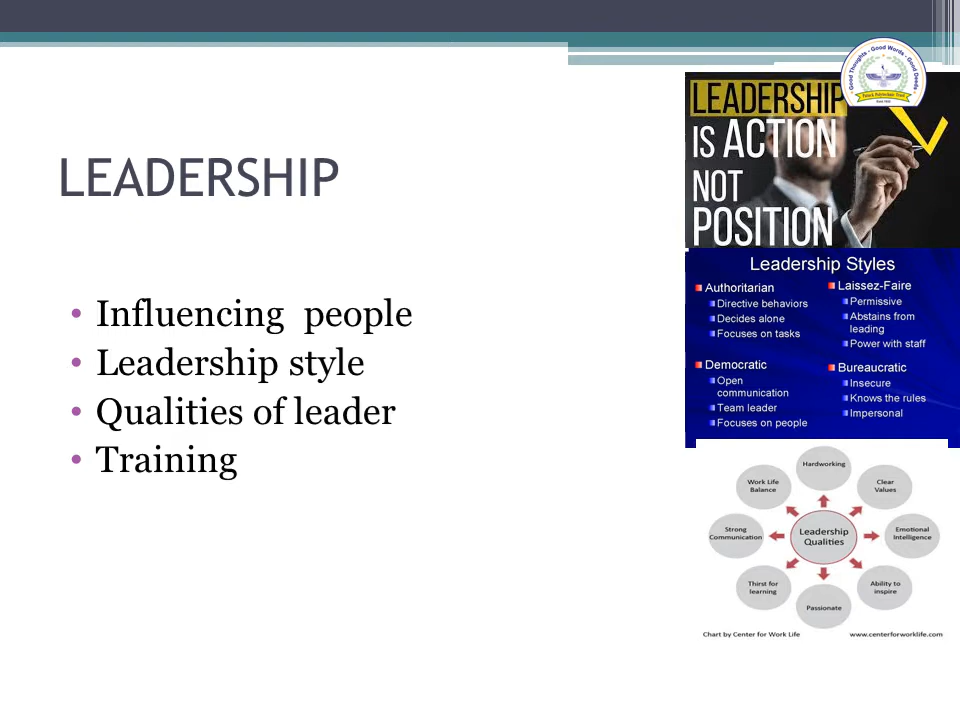 LEADERSHIP
• Influencing  people
• Leadership style
• Qualities of leader
• Training
Good Thoughts - Good Words - Good Deeds
LEADERSHIP
IS ACTION
NOT
POSITION
Leadership Styles
Authoritarian
Directive behaviors
Decides alone
Focuses on tasks
Laissez-Faire
Permissive
Abstains from
leading
Power with staff
Democratic
Open
communication
Team leader
Focuses on people
Bureaucratic
Insecure
Knows the rules
Impersonal
Hardworking
Work Life
Balance
Clear
Values
Strong
Communication
Leadership
Qualities
Emotional
Intelligence
Thirst for
learning
Ability to
inspire
Passionate
Chart by Center for Work Life
www.centerforworklife.com